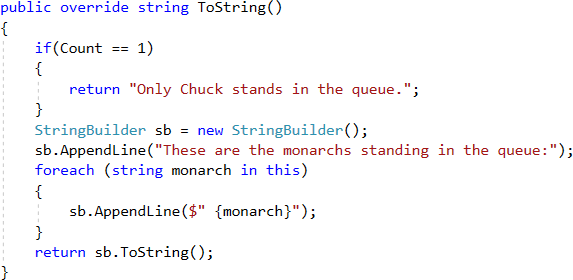 public override string ToString()
{
    if(Count == 1)
    {
        return "Only Chuck stands in the queue.";
    }
    StringBuilder sb = new StringBuilder();
    sb.AppendLine("These are the monarchs standing in the queue:");
    foreach (string monarch in this)
    {
        sb.AppendLine($" {monarch}");
    }
    return sb.ToString();
}